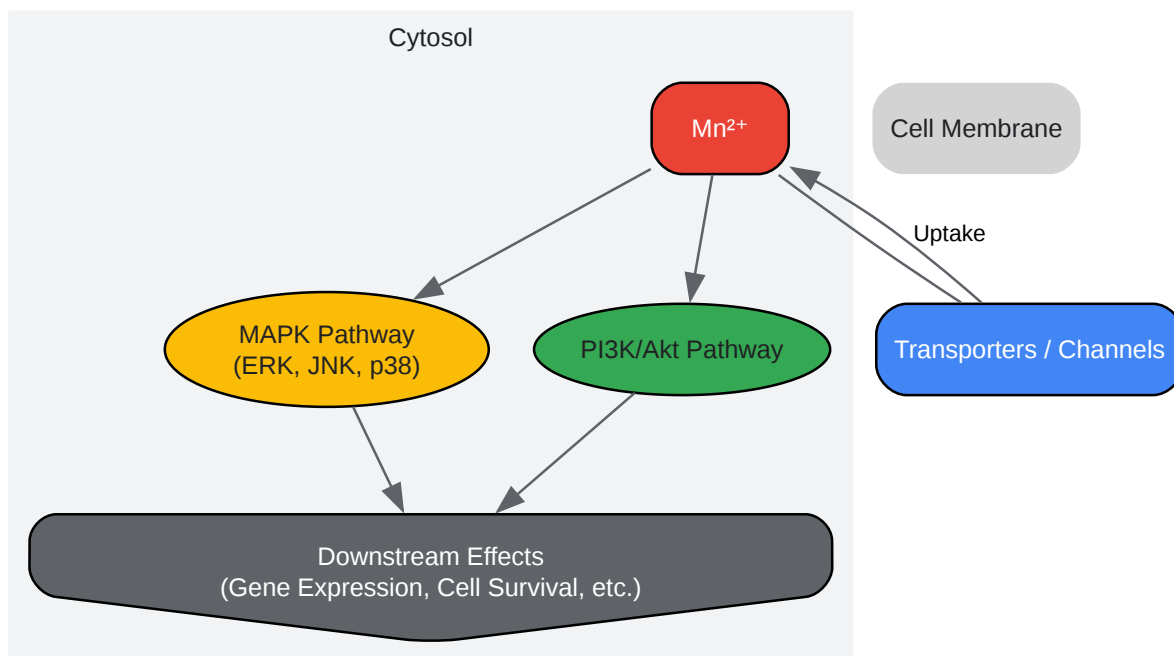 Cytosol
Mn²⁺
Cell Membrane
Uptake
MAPK Pathway
(ERK, JNK, p38)
PI3K/Akt Pathway
Transporters / Channels
Downstream Effects
(Gene Expression, Cell Survival, etc.)